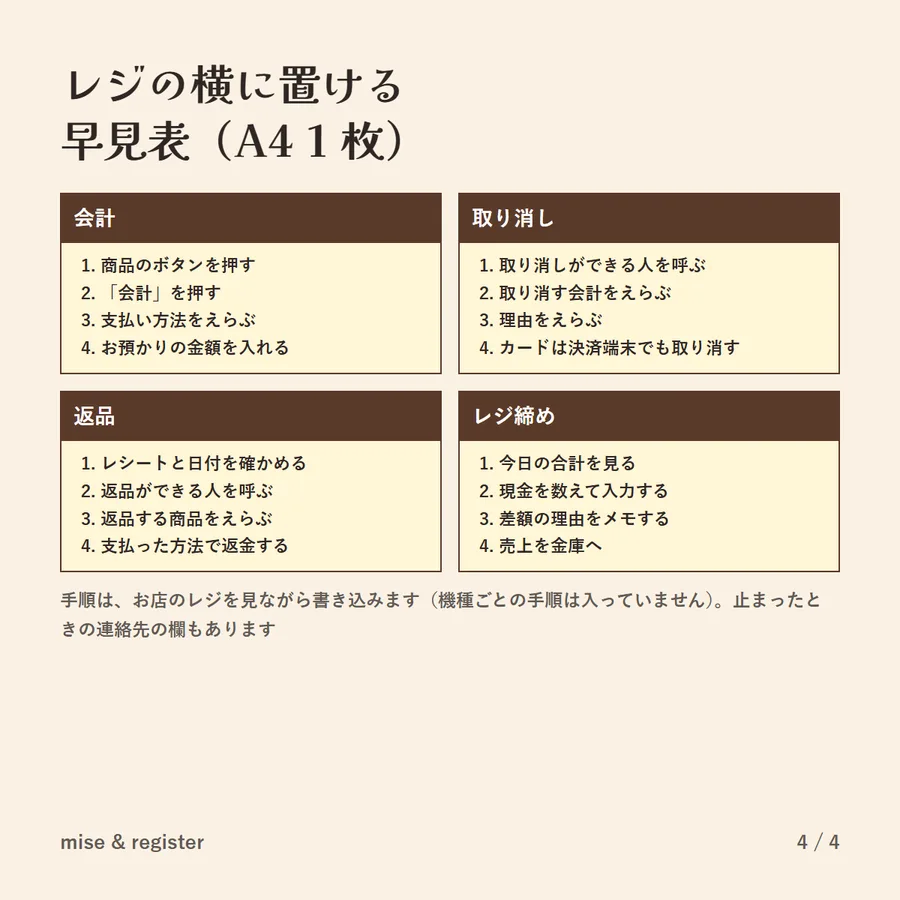 レジの横に置ける
早見表（A4 1 枚）
会計
1. 商品のボタンを押す
2. 「会計」を押す
3. 支払い方法をえらぶ
4. お預かりの金額を入れる
取り消し
1. 取り消しができる人を呼ぶ
2. 取り消す会計をえらぶ
3. 理由をえらぶ
4. カードは決済端末でも取り消す
返品
1. レシートと日付を確かめる
2. 返品ができる人を呼ぶ
3. 返品する商品をえらぶ
4. 支払った方法で返金する
レジ締め
1. 今日の合計を見る
2. 現金を数えて入力する
3. 差額の理由をメモする
4. 売上を金庫へ
手順は、お店のレジを見ながら書き込みます（機種ごとの手順は入っていません）。止まったと
きの連絡先の欄もあります
mise & register
4 / 4